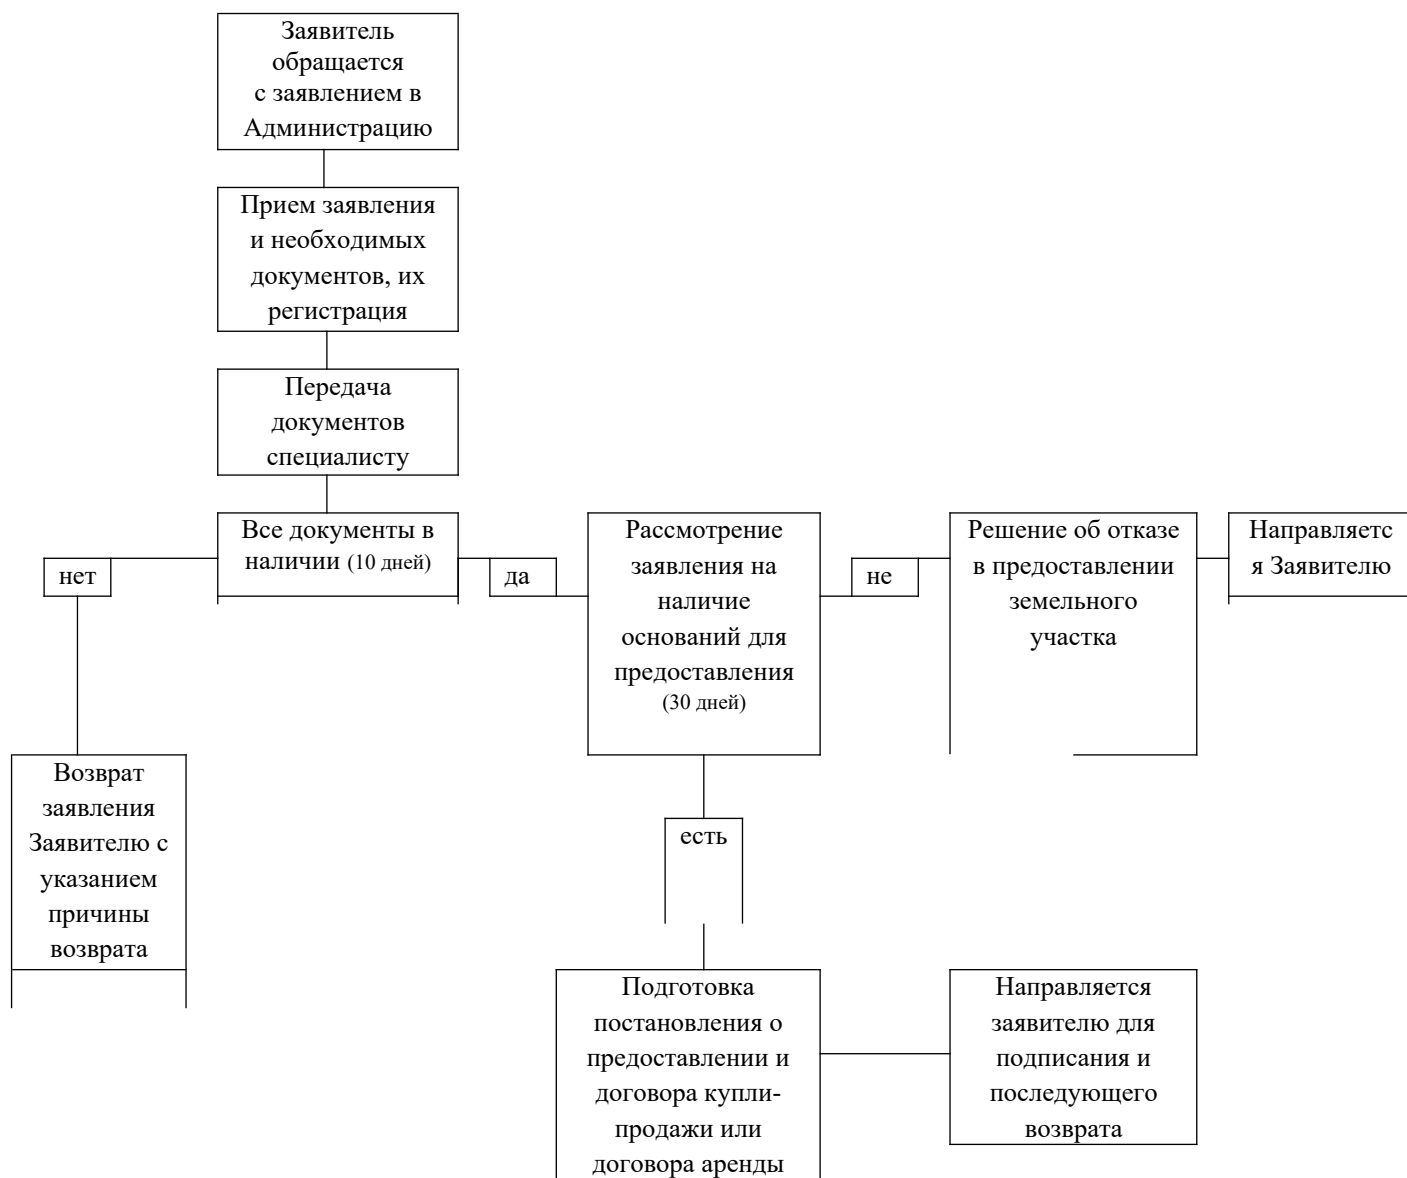 Заявитель
обращается
с заявлением в
Администрацию
Прием заявления
и необходимых
документов, их
регистрация
Передача
документов
специалисту
Все документы в
наличии (10 дней)
нет
да
Рассмотрение
заявления на
наличие
оснований для
предоставления
(30 дней)
не
Решение об отказе
в предоставлении
земельного
участка
Направляетс
я Заявителю
Возврат
заявления
Заявителю с
указанием
причины
возврата
есть
Подготовка
постановления о
предоставлении и
договора купли-
продажи или
договора аренды
Направляется
заявителю для
подписания и
последующего
возврата